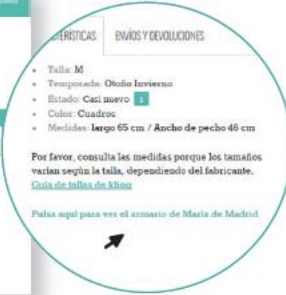 CTERÍSTICAS ENVÍOS Y DEVOLUCIONES
Talla: M
Temporada: Otoño Invierno
Estado: Casi nuevo i
Color: Cuadros
Medidas: largo 65 cm / Ancho de pecho 46 cm
Por favor, consulta las medidas porque los tamaños
varían según la talla, dependiendo del fabricante.
Guía de tallas de kling
Pulsa aquí para ver el armario de María de Madrid